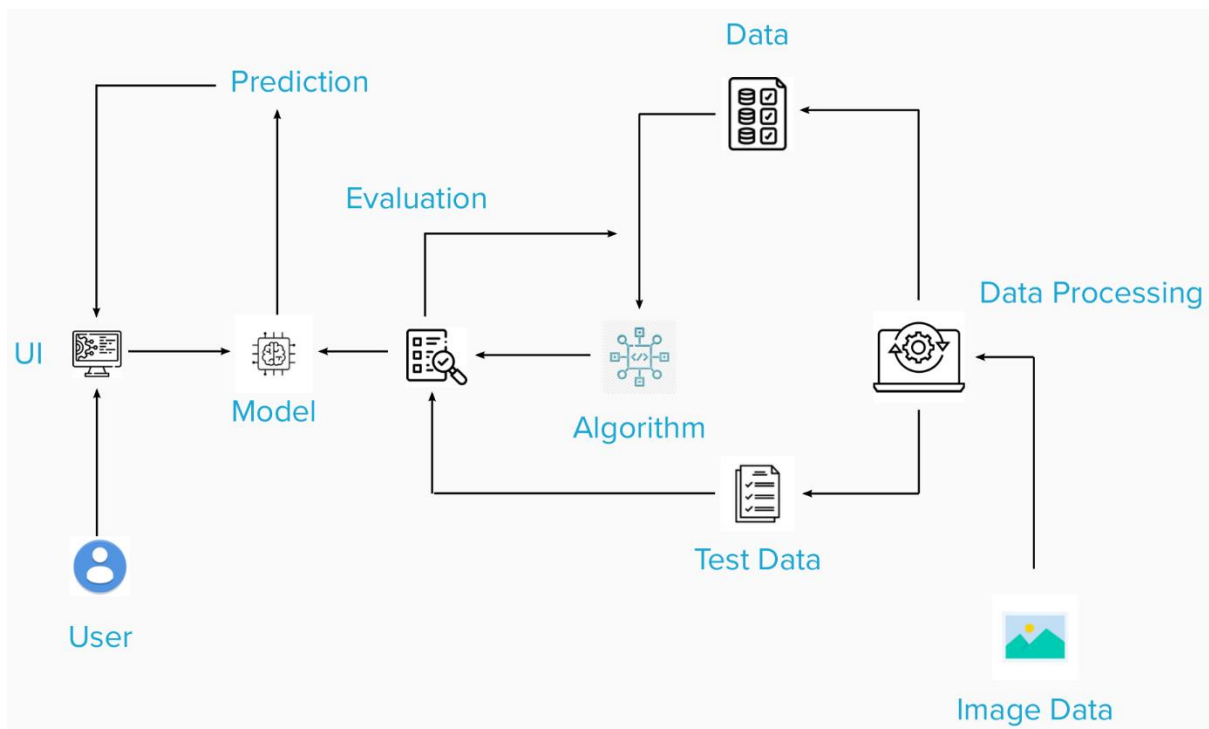 Data
Prediction
Evaluation
Data Processing
UI
Model
Algorithm
Test Data
User
Image Data